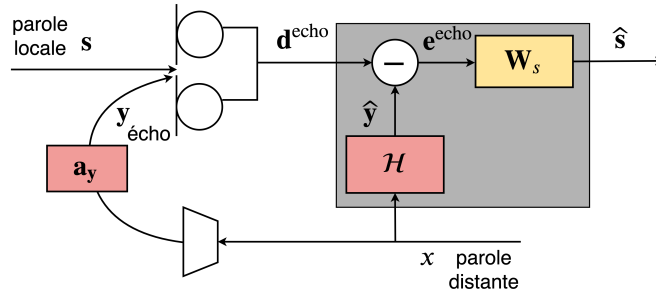 parole
locale s
d^echo
e^echo
W_s
ŝ
−
y
écho
ŷ
a_y
ℋ
x parole
distante